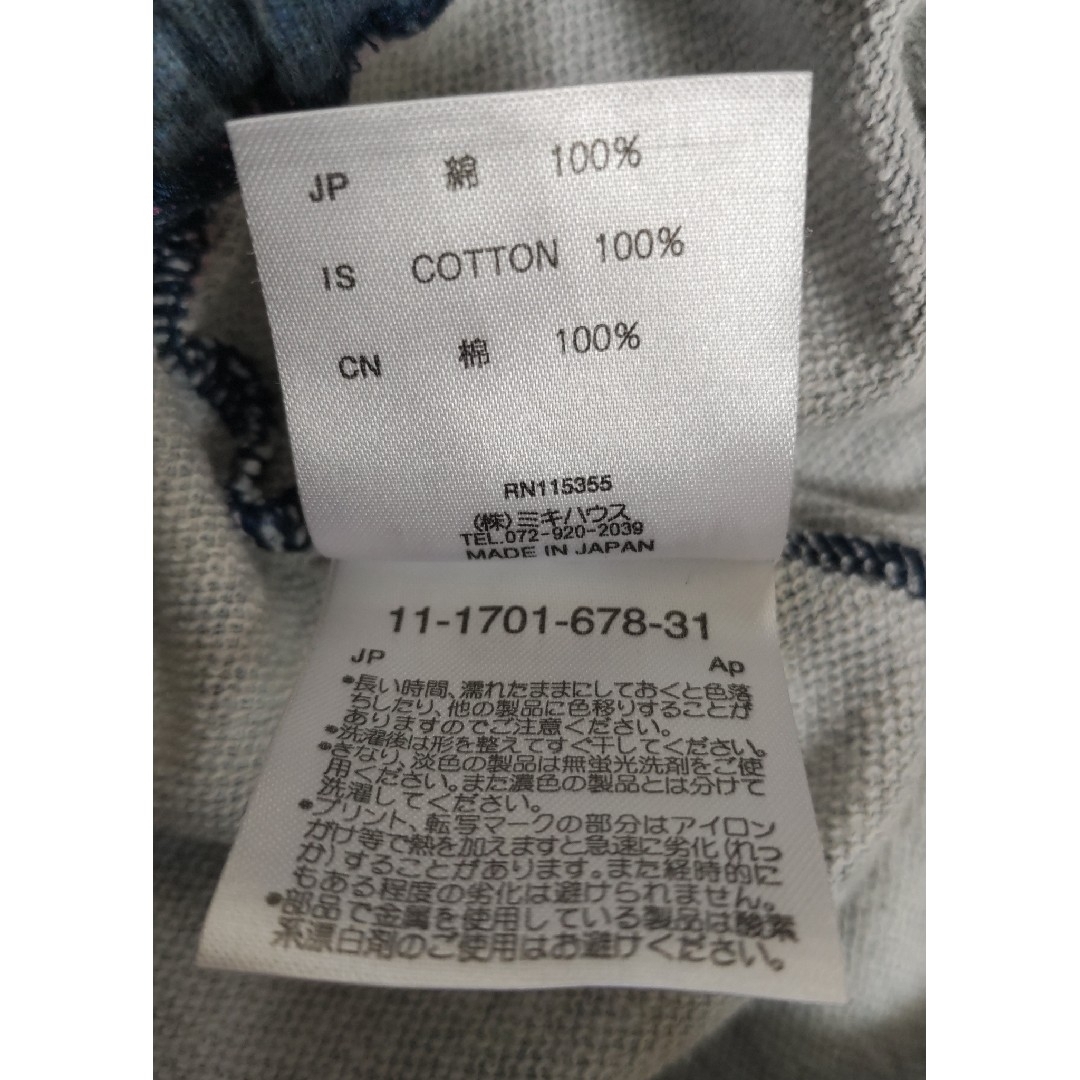 JP 綿 100%
IS COTTON 100%
CN 棉 100%
RN115355
(株)ミキハウス
TEL.072-920-2039
MADE IN JAPAN
11-1701-678-31
JP Ap
*長い時間、濡れたままにしておくと色落
ちしたり、他の製品に色移りすることが
ありますのでご注意ください。
*洗濯後は形を整えてすぐ干してください。
*きなり、淡色の製品は無蛍光洗剤をご使
用ください。また濃色の製品とは分けて
洗濯してください。
*プリント、転写マークの部分はアイロン
がけ等で熱を加えますと急速に劣化(れっ
か)することがあります。また経時的に
もある程度の劣化は避けられません。
*部品で金属を使用している製品は酸素
系漂白剤のご使用はお避けください。